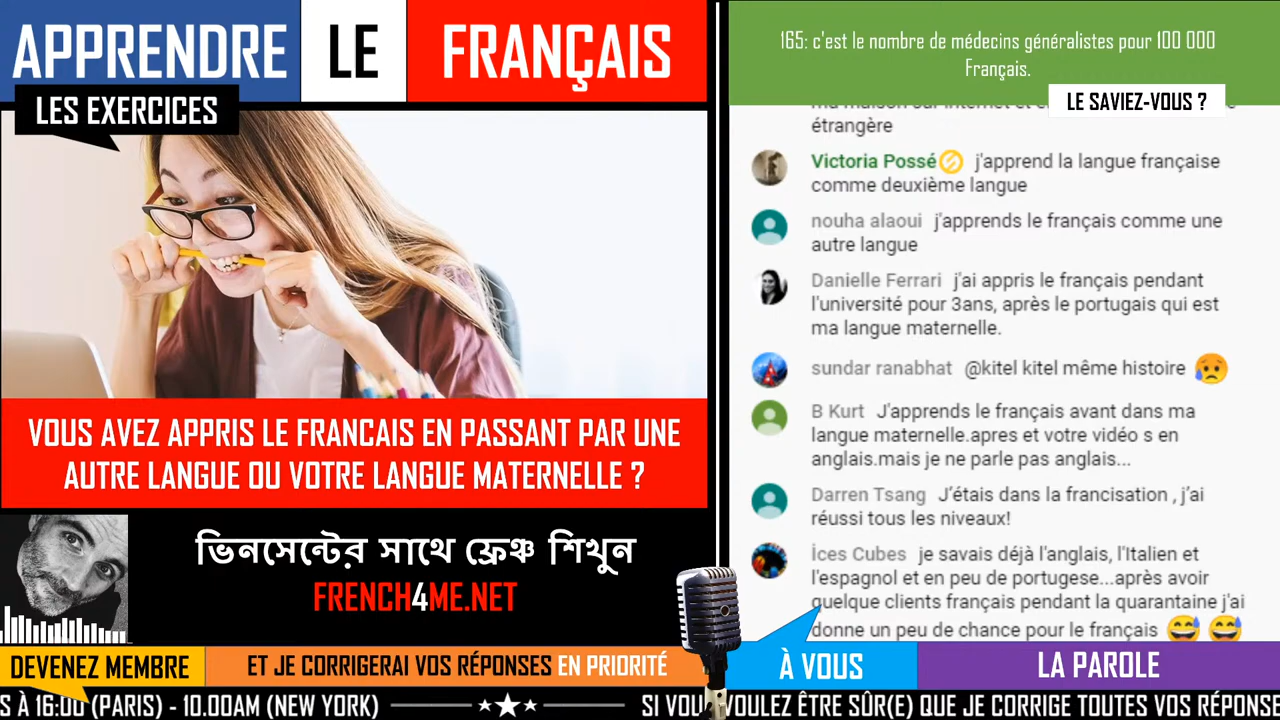 APPRENDRE LE FRANÇAIS
LES EXERCICES
VOUS AVEZ APPRIS LE FRANCAIS EN PASSANT PAR UNE
AUTRE LANGUE OU VOTRE LANGUE MATERNELLE ?
ভিনসেন্টের সাথে ফ্রেঞ্চ শিখুন
FRENCH4ME.NET
DEVENEZ MEMBRE
ET JE CORRIGERAI VOS RÉPONSES EN PRIORITÉ
165: c'est le nombre de médecins généralistes pour 100 000
Français.
LE SAVIEZ-VOUS ?
étrangère
Victoria Possé j'apprend la langue française
comme deuxième langue
nouha alaoui j'apprends le français comme une
autre langue
Danielle Ferrari j'ai appris le français pendant
l'université pour 3ans, après le portugais qui est
ma langue maternelle.
sundar ranabhat @kitel kitel même histoire 😥
B Kurt J'apprends le français avant dans ma
langue maternelle.apres et votre vidéo s en
anglais.mais je ne parle pas anglais...
Darren Tsang J'étais dans la francisation , j'ai
réussi tous les niveaux!
İces Cubes je savais déjà l'anglais, l'Italien et
l'espagnol et en peu de portugese...après avoir
quelque clients français pendant la quarantaine j'ai
donne un peu de chance pour le français 😅 😅
À VOUS
LA PAROLE
S À 16:00 (PARIS) - 10.00AM (NEW YORK) SI VOU VOULEZ ÊTRE SÛR(E) QUE JE CORRIGE TOUTES VOS RÉPONSE